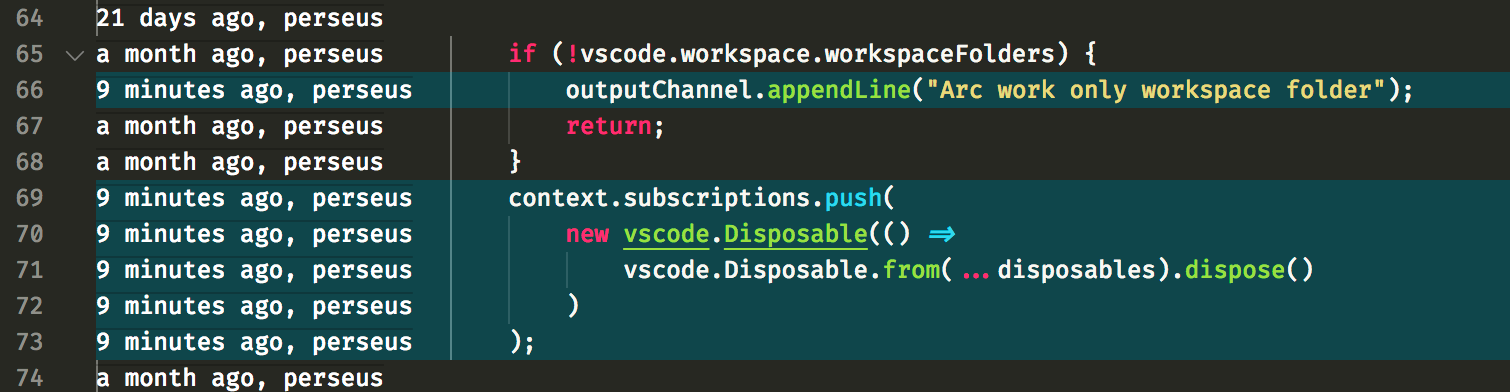 64 21 days ago, perseus
65 a month ago, perseus if (!vscode.workspace.workspaceFolders) {
66 9 minutes ago, perseus outputChannel.appendLine("Arc work only workspace folder");
67 a month ago, perseus return;
68 a month ago, perseus }
69 9 minutes ago, perseus context.subscriptions.push(
70 9 minutes ago, perseus new vscode.Disposable(() =>
71 9 minutes ago, perseus vscode.Disposable.from(...disposables).dispose()
72 9 minutes ago, perseus )
73 9 minutes ago, perseus );
74 a month ago, perseus